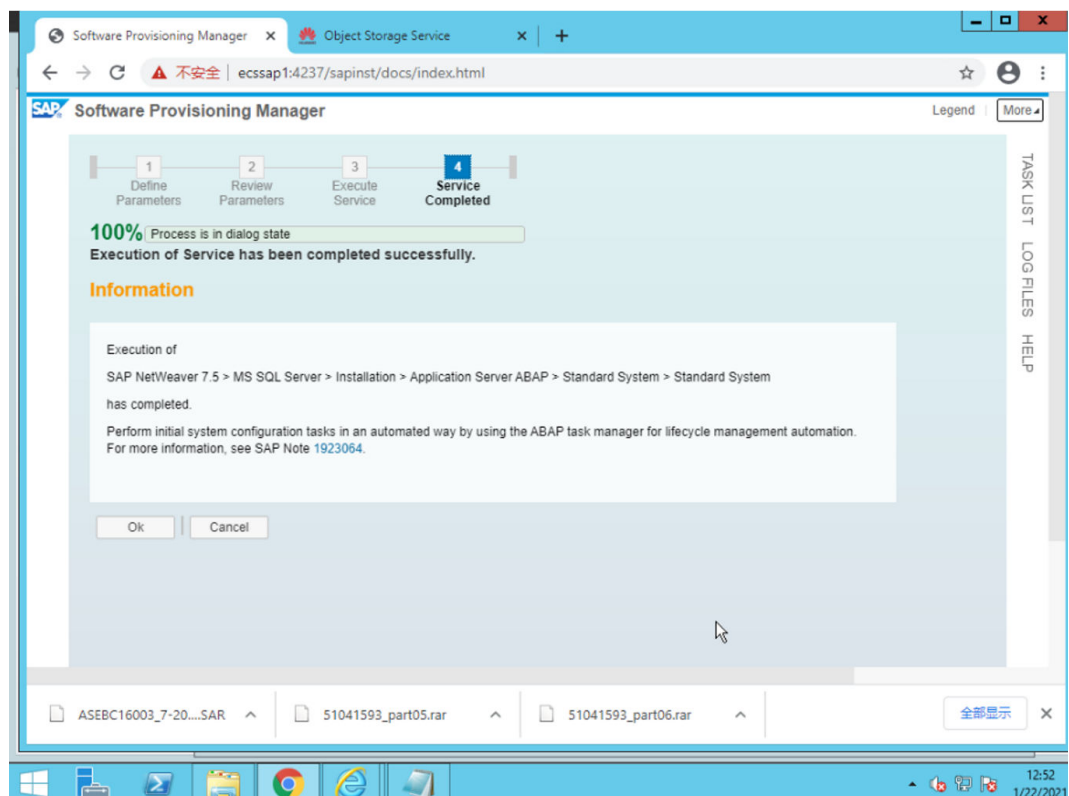 Software Provisioning Manager
Object Storage Service
不安全 ecssap1:4237/sapinst/docs/index.html
SAP Software Provisioning Manager
Legend More
1 2 3 4
Define Parameters
Review Parameters
Execute Service
Service Completed
100% Process is in dialog state
Execution of Service has been completed successfully.
Information
Execution of
SAP NetWeaver 7.5 > MS SQL Server > Installation > Application Server ABAP > Standard System > Standard System
has completed.
Perform initial system configuration tasks in an automated way by using the ABAP task manager for lifecycle management automation.
For more information, see SAP Note 1923064.
Ok Cancel
TASK LIST LOG FILES HELP
ASEBC16003_7-20....SAR 51041593_part05.rar 51041593_part06.rar 全部显示
12:52
1/22/2021